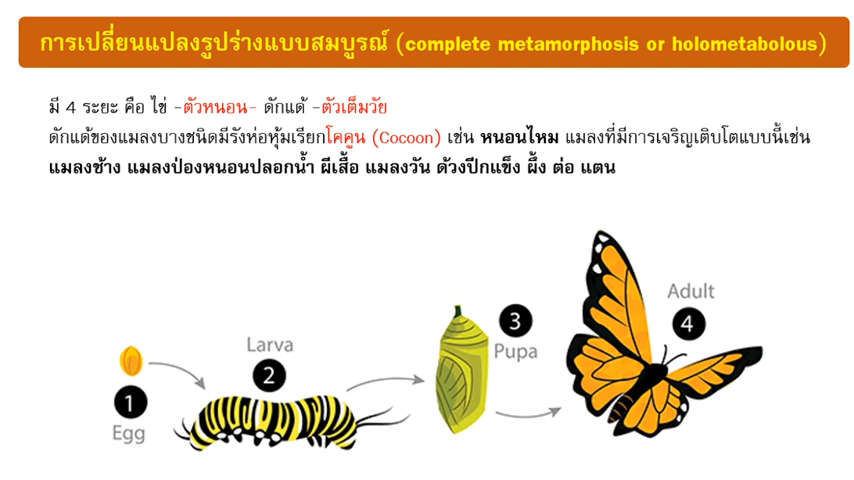 การเปลี่ยนแปลงรูปร่างแบบสมบูรณ์ (complete metamorphosis or holometabolous)
มี 4 ระยะ คือ ไข่ -ตัวหนอน- ดักแด้ -ตัวเต็มวัย
ดักแด้ของแมลงบางชนิดมีรังห่อหุ้มเรียกโคคูน (Cocoon) เช่น หนอนไหม แมลงที่มีการเจริญเติบโตแบบนี้เช่น
แมลงช้าง แมลงป่องหนอนปลอกน้ำ ผีเสื้อ แมลงวัน ด้วงปีกแข็ง ผึ้ง ต่อ แตน
1
Egg
Larva
2
3
Pupa
Adult
4